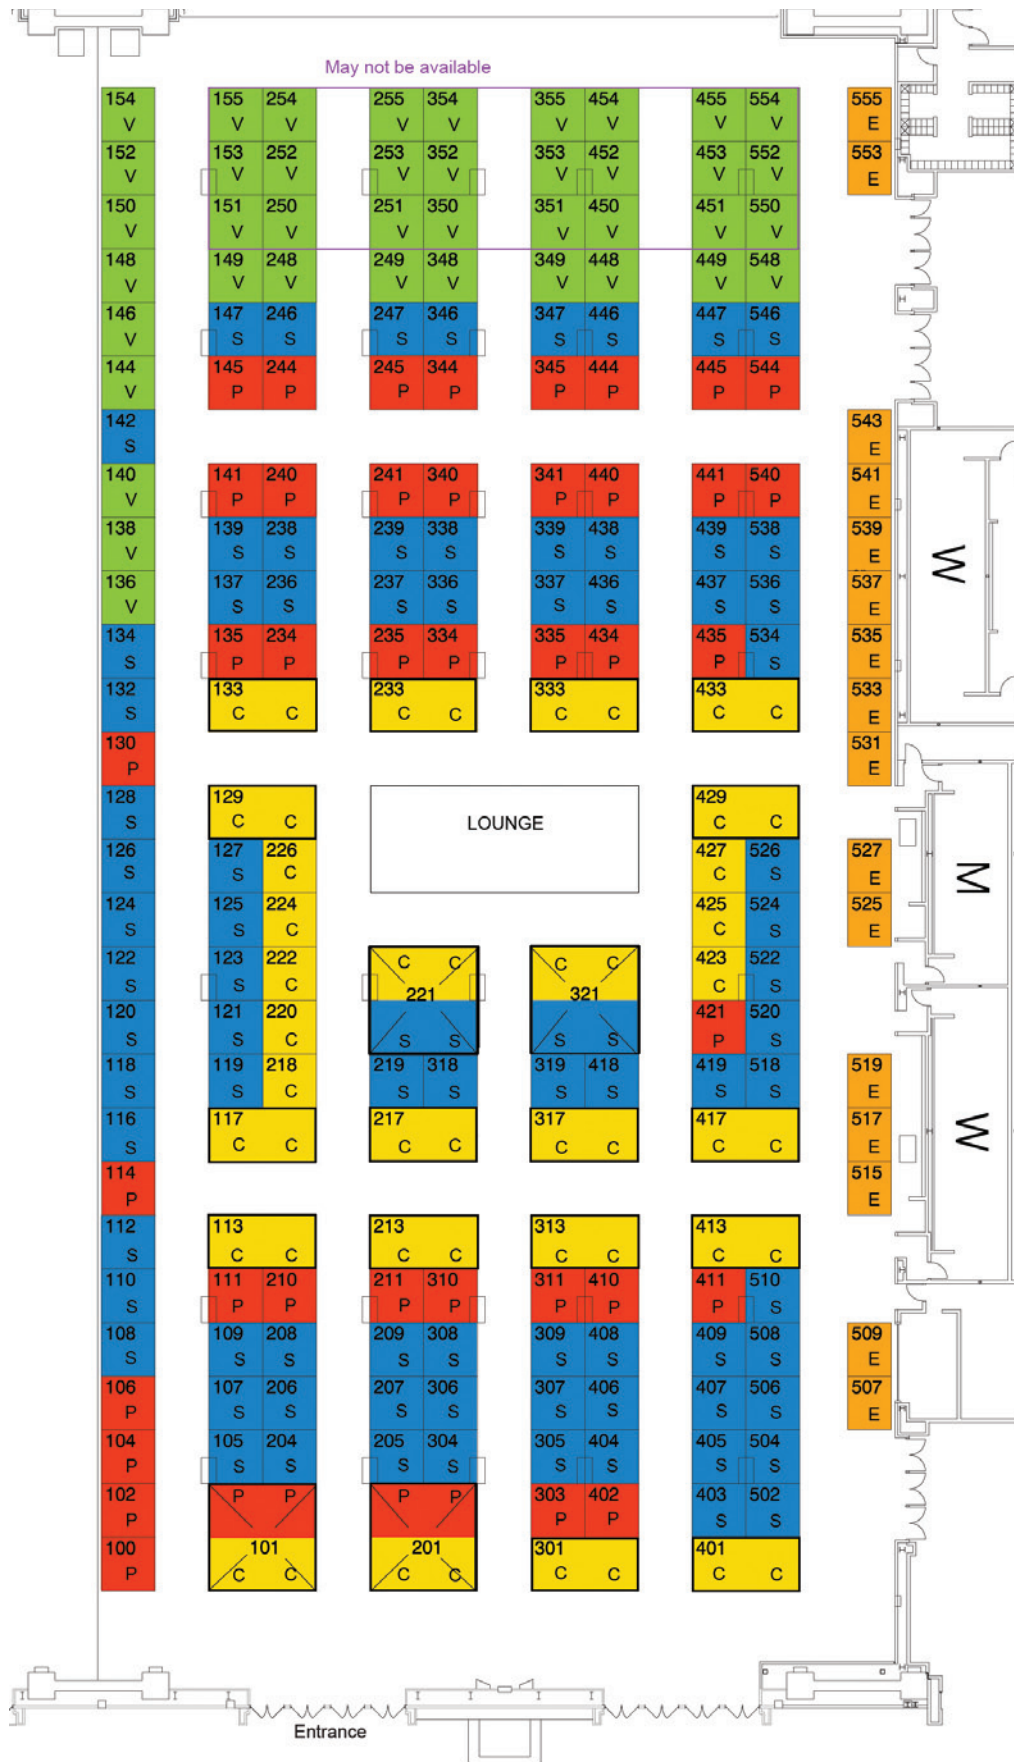 May not be available
154 155 254 255 354 355 454 455 554 555
V V V V V V V V V E
152 153 252 253 352 353 452 453 552 553
V V V V V V V V V E
150 151 250 251 350 351 450 451 550
V V V V V V V V V
148 149 248 249 348 349 448 449 548
V V V V V V V V V
146 147 246 247 346 347 446 447 546
V S S S S S S S S
144 145 244 245 344 345 444 445 544
V P P P P P P P P
142 543
S E
140 141 240 241 340 341 440 441 540 541
V P P P P P P P P E
138 139 238 239 338 339 438 439 538 539
V S S S S S S S S E
W
136 137 236 237 336 337 436 437 536 537
V S S S S S S S S E
134 135 234 235 334 335 434 435 534 535
S P P P P P P P S E
132 133 233 333 433 533
S C C C C C C C C E
130 531
P E
128 129 LOUNGE 429
S C C C C
126 127 226 427 526 527
S S C C S E
M
124 125 224 425 524 525
S S C C S E
122 123 222 C C C C 423 522
S S C C S
221 321
120 121 220 421 520
S S C S S S S P S
118 119 218 219 318 319 418 419 518 519
S S C S S S S S S E
116 117 217 317 417 517
S C C C C C C C C E
W
114 515
P E
112 113 213 313 413
S C C C C C C C C
110 111 210 211 310 311 410 411 510
S P P P P P P P S
108 109 208 209 308 309 408 409 508 509
S S S S S S S S S E
106 107 206 207 306 307 406 407 506 507
P S S S S S S S S E
104 105 204 205 304 305 404 405 504
P S S S S S S S S
102 P P P P 303 402 403 502
P P P S S
100 101 201 301 401
P C C C C C C C C
Entrance